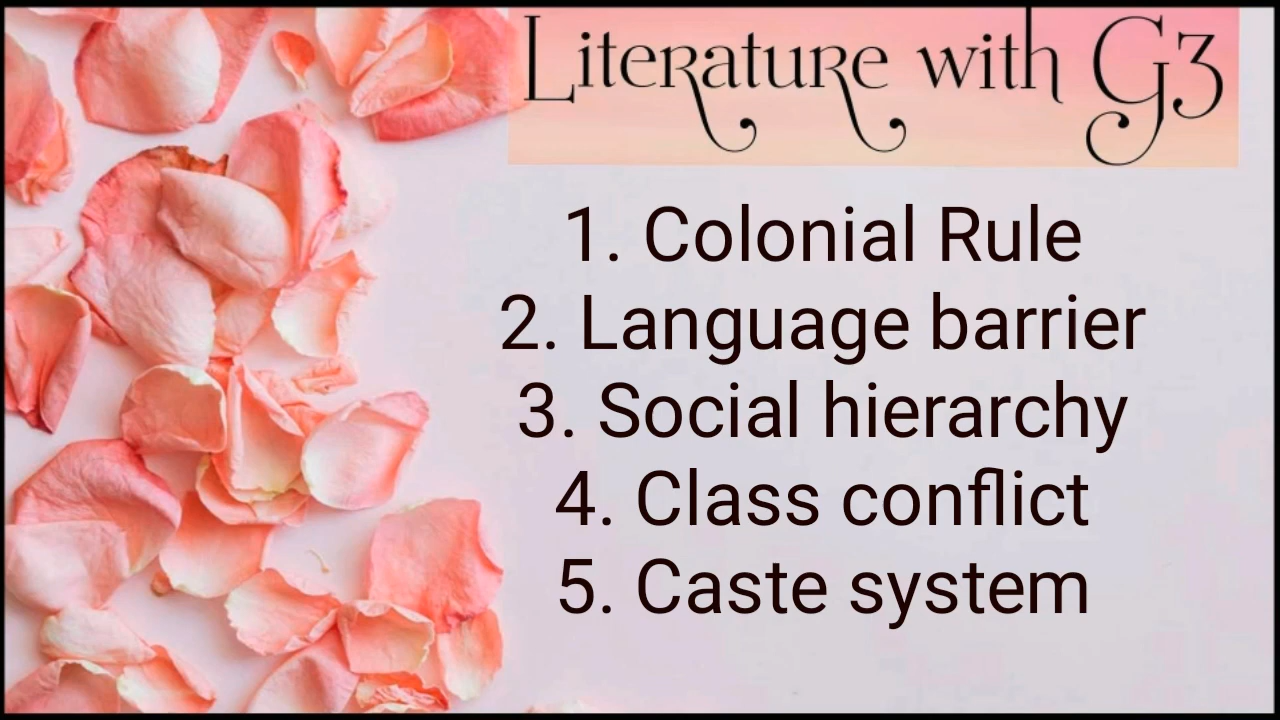 Literature with G3
1. Colonial Rule
2. Language barrier
3. Social hierarchy
4. Class conflict
5. Caste system